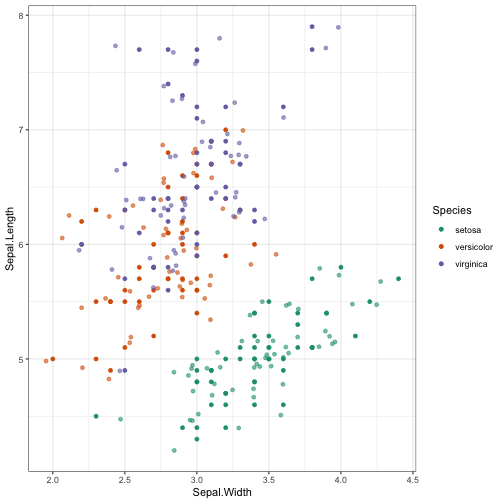 8
7
6
5
Sepal.Length
2.0 2.5 3.0 3.5 4.0 4.5
Sepal.Width
Species
setosa
versicolor
virginica